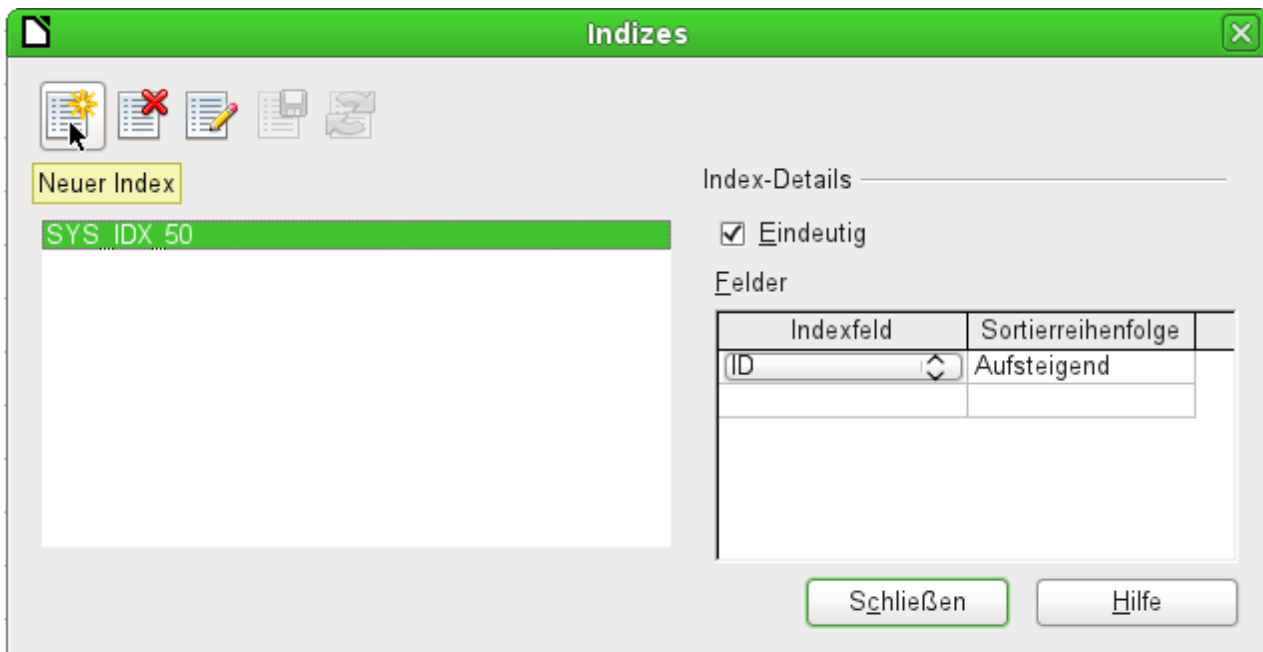 Indizes
Neuer Index
SYS_IDX_50
Index-Details
Eindeutig
Felder
Indexfeld Sortierreihenfolge
ID Aufsteigend
Schließen Hilfe